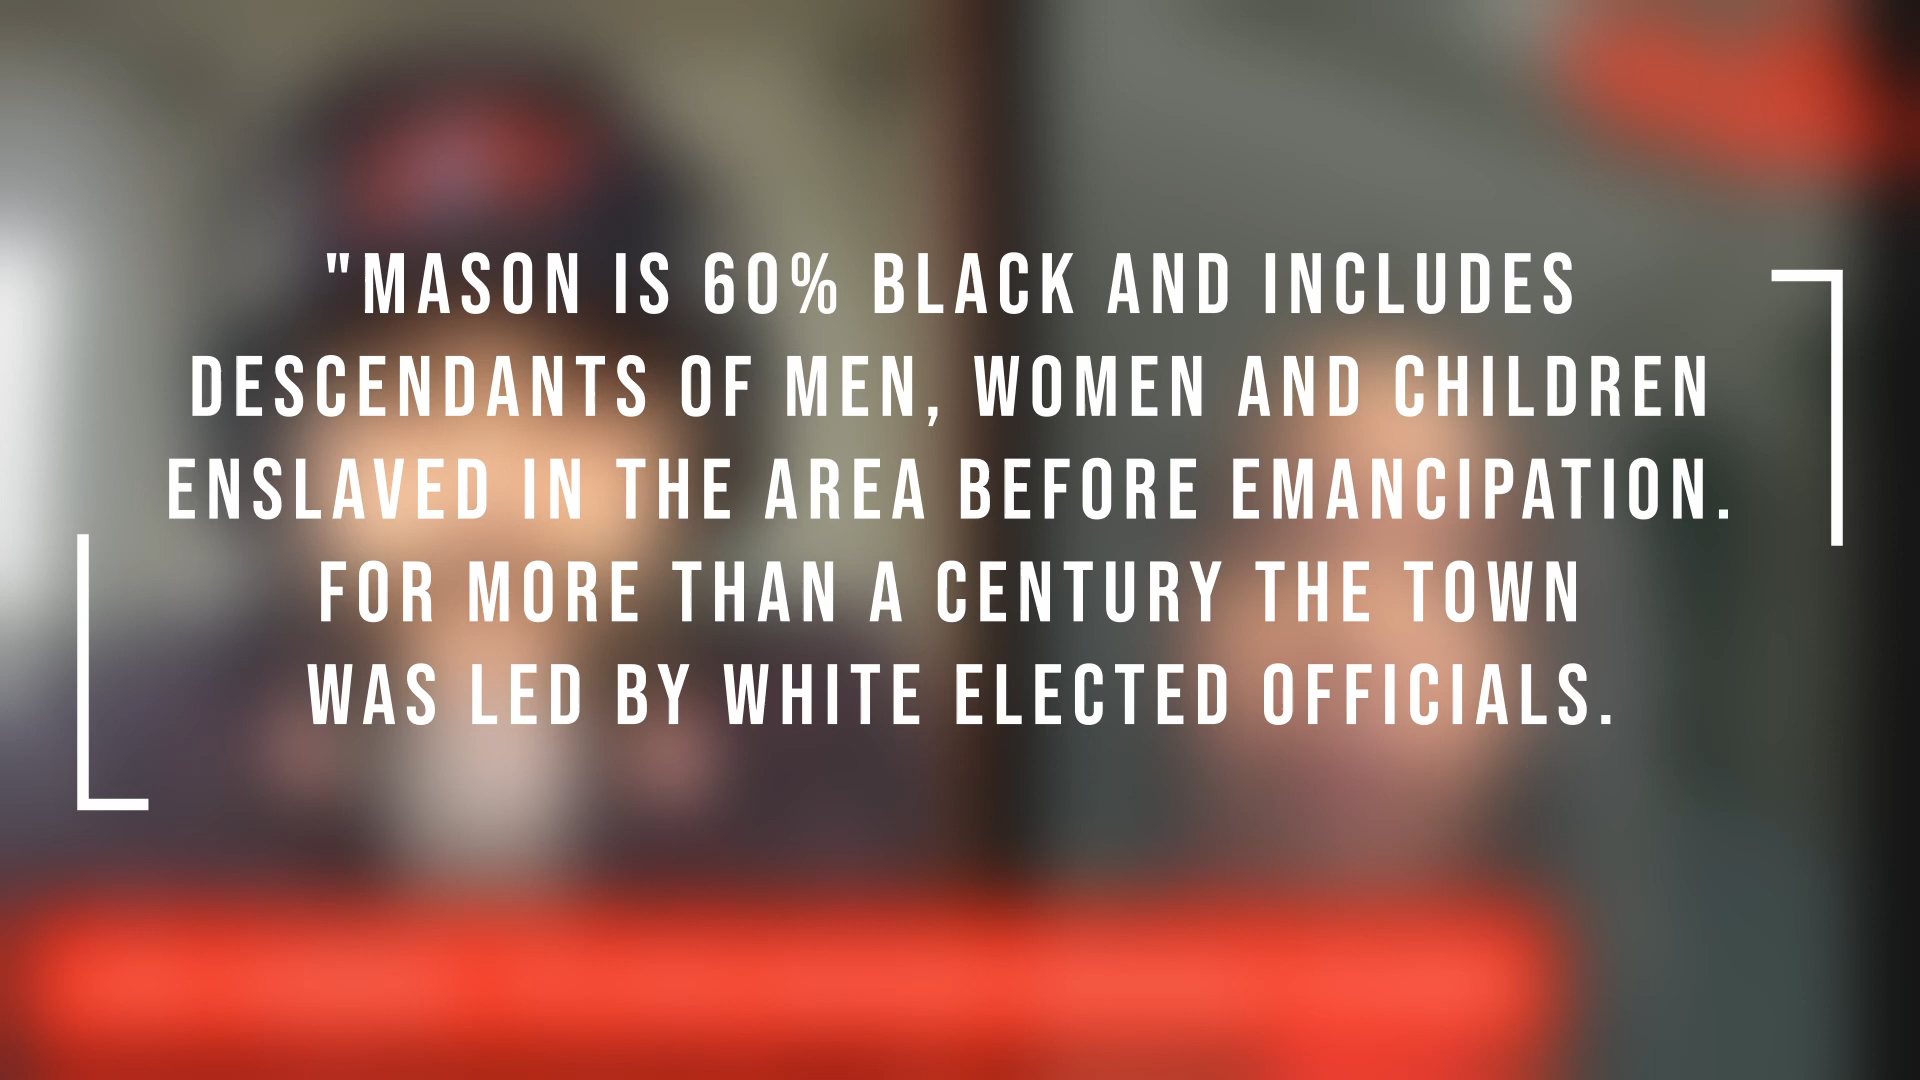 "MASON IS 60% BLACK AND INCLUDES
DESCENDANTS OF MEN, WOMEN AND CHILDREN
ENSLAVED IN THE AREA BEFORE EMANCIPATION.
FOR MORE THAN A CENTURY THE TOWN
WAS LED BY WHITE ELECTED OFFICIALS.